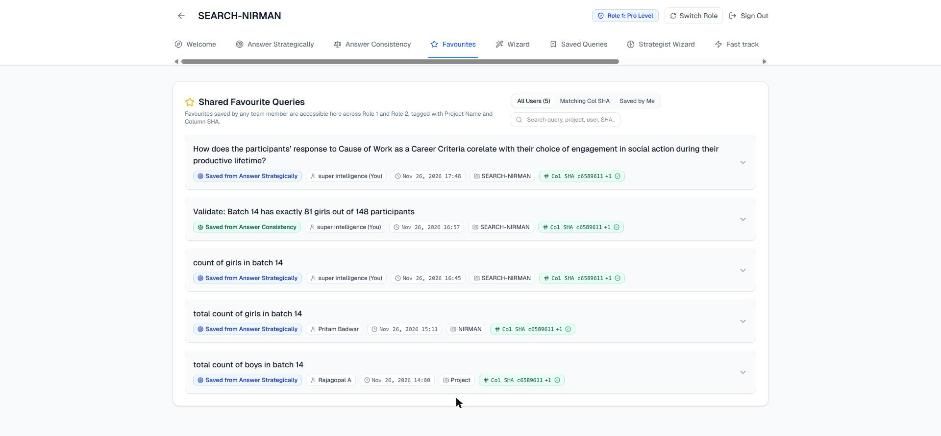 SEARCH-NIRMAN
Role 1: Pro Level
Switch Role
Sign Out
Welcome
Answer Strategically
Answer Consistency
Favourites
Wizard
Saved Queries
Strategist Wizard
Fast track
Shared Favourite Queries
Favourites saved by any team member are accessible here across Role 1 and Role 2, tagged with Project Name and
Column SHA.
All Users (5)
Matching Col SHA
Saved by Me
Search query, project, user, SHA..
How does the participants' response to Cause of Work as a Career Criteria corelate with their choice of engagement in social action during their
productive lifetime?
Saved from Answer Strategically
super intelligence (You)
Nov 26, 2026 17:48
SEARCH-NIRMAN
# Col SHA c6589611 +1
Validate: Batch 14 has exactly 81 girls out of 148 participants
Saved from Answer Consistency
super intelligence (You)
Nov 26, 2026 16:57
SEARCH-NIRMAN
# Col SHA c6589611 +1
count of girls in batch 14
Saved from Answer Strategically
super intelligence (You)
Nov 26, 2026 16:45
SEARCH-NIRMAN
# Col SHA c6589611 +1
total count of girls in batch 14
Saved from Answer Strategically
Pritam Badwar
Nov 26, 2026 15:11
NIRMAN
# Col SHA c6589611 +1
total count of boys in batch 14
Saved from Answer Strategically
Rajagopal A
Nov 26, 2026 14:00
Project
# Col SHA c6589611 +1